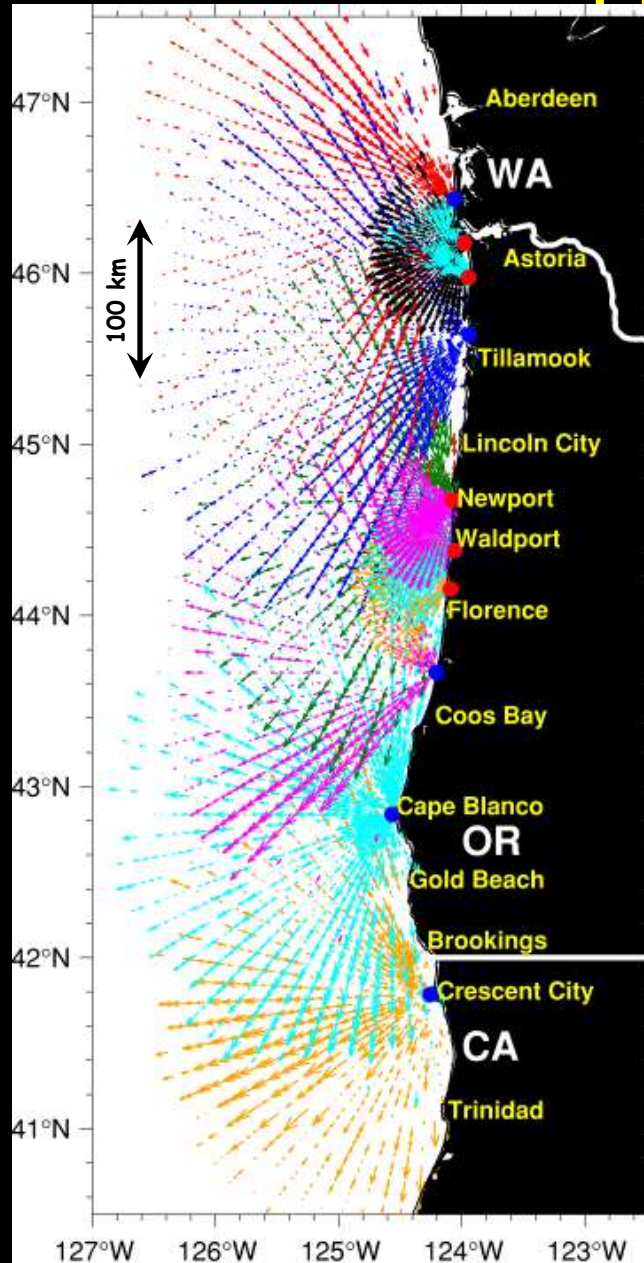 47°N
Aberdeen
WA
46°N
Astoria
100 km
Tillamook
45°N
Lincoln City
Newport
Waldport
44°N
Florence
Coos Bay
43°N
Cape Blanco
OR
Gold Beach
Brookings
42°N
Crescent City
CA
Trinidad
41°N
127°W 126°W 125°W 124°W 123°W